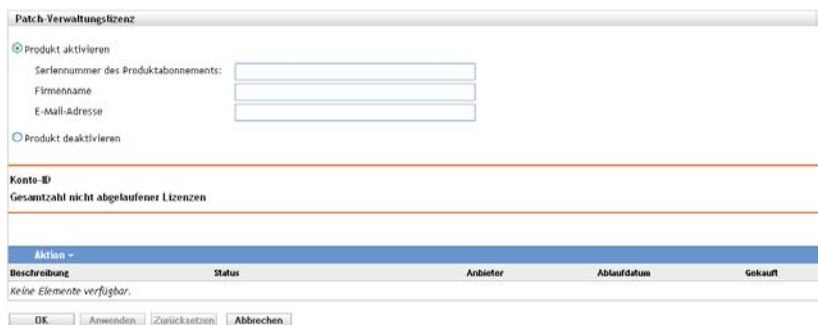 Patch-Verwaltungslizenz
Produkt aktivieren
Seriennummer des Produktabonnements:
Firmenname
E-Mail-Adresse
Produkt deaktivieren
Konto-ID
Gesamtzahl nicht abgelaufener Lizenzen
Aktion
Beschreibung Status Anbieter Ablaufdatum Gekauft
Keine Elemente verfügbar.
OK Anwenden Zurücksetzen Abbrechen